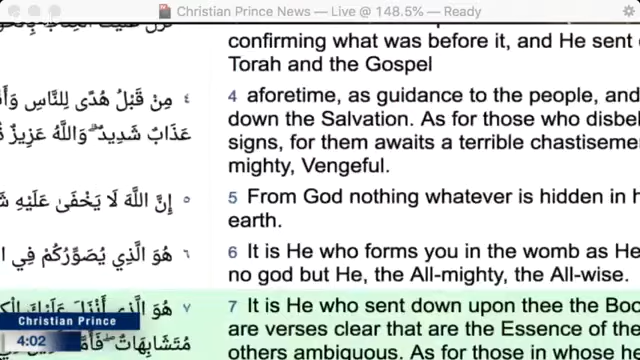 Christian Prince News — Live @ 148.5% — Ready
confirming what was before it, and He sent
Torah and the Gospel
4 aforetime, as guidance to the people, and
down the Salvation. As for those who disbel
signs, for them awaits a terrible chastiseme
mighty, Vengeful.
5 From God nothing whatever is hidden in h
earth.
6 It is He who forms you in the womb as He
no god but He, the All-mighty, the All-wise.
7 It is He who sent down upon thee the Boo
are verses clear that are the Essence of the
others ambiguous. As for those in whose he
٤ مِن قَبْلُ هُدًى لِلنَّاسِ
عَذَابٌ شَدِيدٌ ۗ وَاللَّهُ عَزِيزٌ
٥ إِنَّ اللَّهَ لَا يَخْفَىٰ عَلَيْهِ
٦ هُوَ الَّذِي يُصَوِّرُكُمْ فِي
٧ هُوَ الَّذِي أَنْزَلَ عَلَيْكَ
مُتَشَابِهَاتٌ ۖ
Christian Prince
4:02